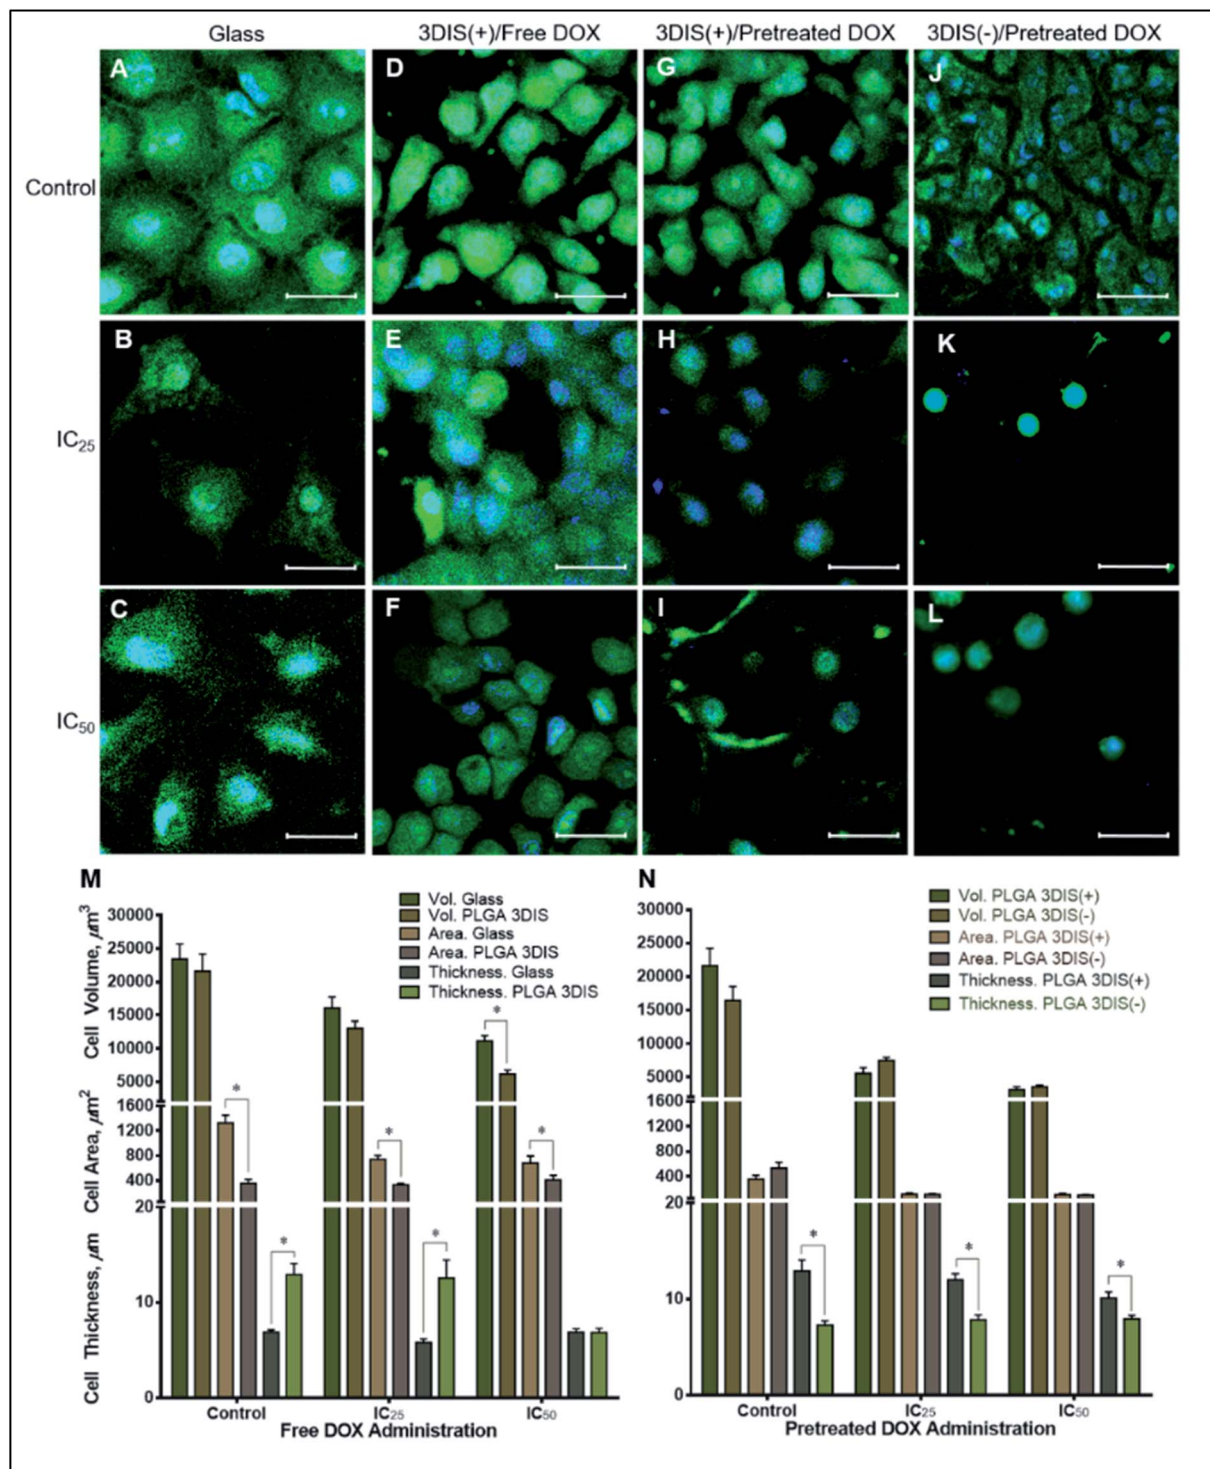 Glass 3DIS(+)/Free DOX 3DIS(+)/Pretreated DOX 3DIS(-)/Pretreated DOX
A D G J
Control
B E H K
IC25
C F I L
IC50
M
Vol. Glass
Vol. PLGA 3DIS
Area. Glass
Area. PLGA 3DIS
Thickness. Glass
Thickness. PLGA 3DIS
Cell Volume, μm³
30000
25000
20000
15000
10000
5000
Cell Area, μm²
1600
1200
800
400
Cell Thickness, μm
20
10
0
* * * * * * 
Control IC25 IC50
Free DOX Administration
N
Vol. PLGA 3DIS(+)
Vol. PLGA 3DIS(-)
Area. PLGA 3DIS(+)
Area. PLGA 3DIS(-)
Thickness. PLGA 3DIS(+)
Thickness. PLGA 3DIS(-)
30000
25000
20000
15000
10000
5000
1600
1200
800
400
20
10
0
* * *
Control IC25 IC50
Pretreated DOX Administration